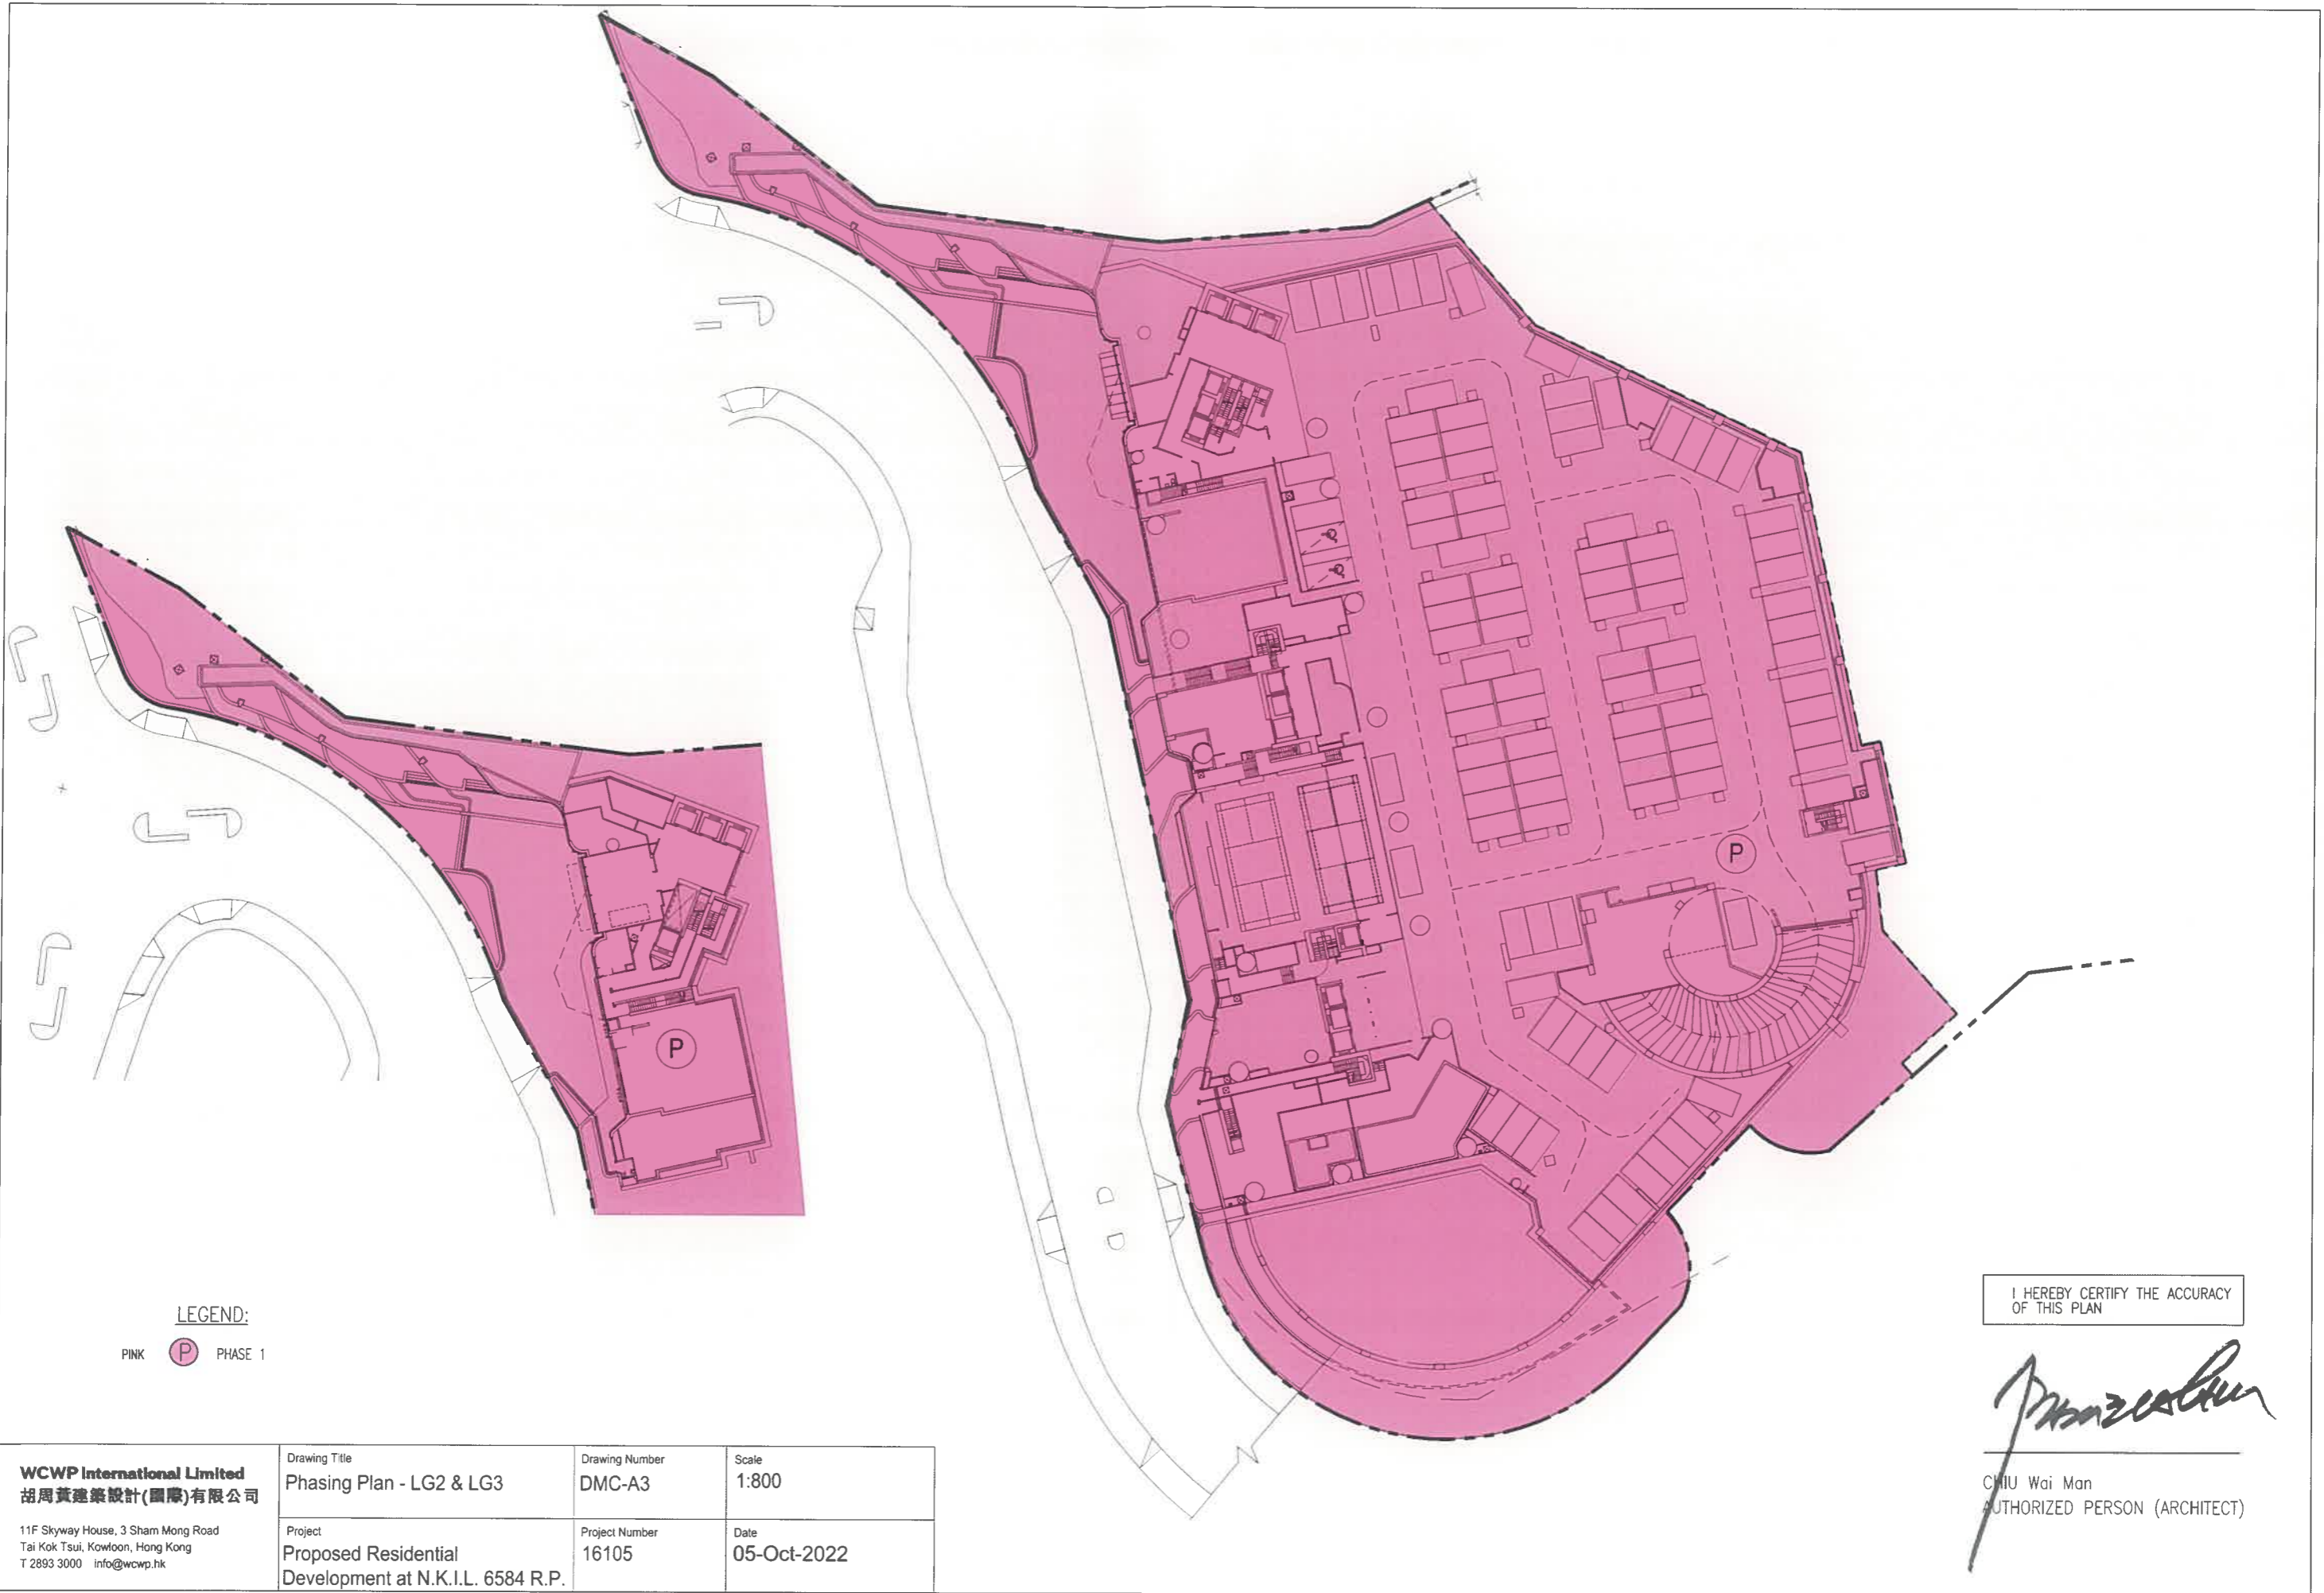 P
P
LEGEND:
PINK P PHASE 1
I HEREBY CERTIFY THE ACCURACY
OF THIS PLAN
CHIU Wai Man
AUTHORIZED PERSON (ARCHITECT)
WCWP International Limited
胡周黃建築設計(國際)有限公司
11F Skyway House, 3 Sham Mong Road
Tai Kok Tsui, Kowloon, Hong Kong
T 2893 3000 info@wcwp.hk
Drawing Title
Phasing Plan - LG2 & LG3
Drawing Number
DMC-A3
Scale
1:800
Project
Proposed Residential
Development at N.K.I.L. 6584 R.P.
Project Number
16105
Date
05-Oct-2022